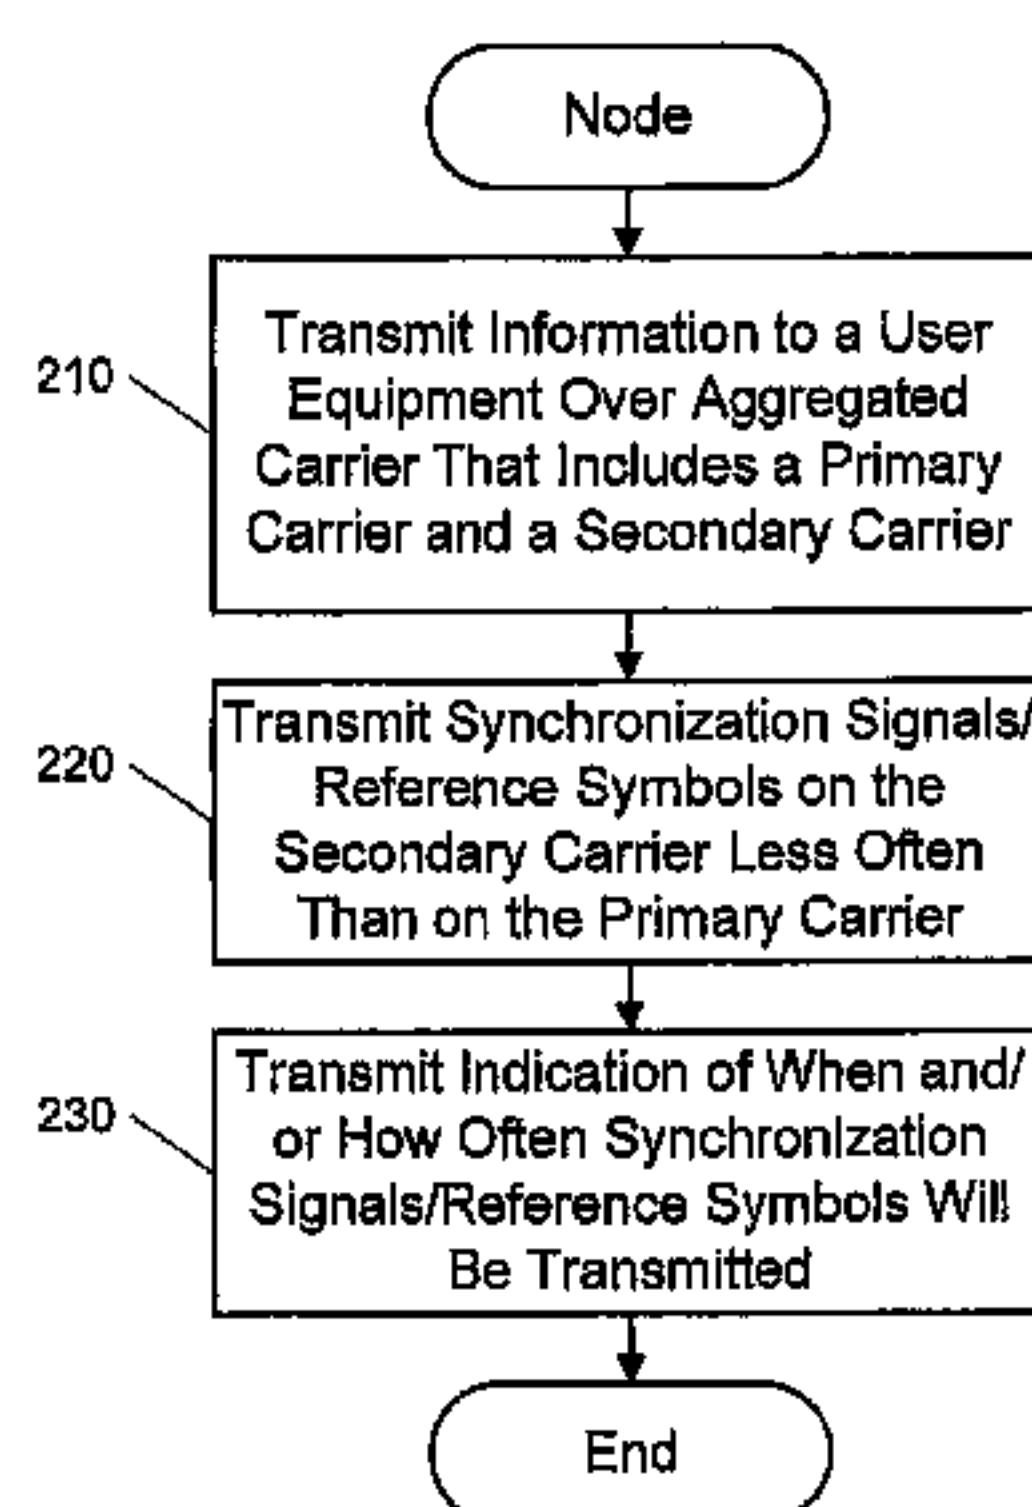 Node
210
Transmit Information to a User
Equipment Over Aggregated
Carrier That Includes a Primary
Carrier and a Secondary Carrier
220
Transmit Synchronization Signals/
Reference Symbols on the
Secondary Carrier Less Often
Than on the Primary Carrier
230
Transmit Indication of When and/
or How Often Synchronization
Signals/Reference Symbols Will
Be Transmitted
End